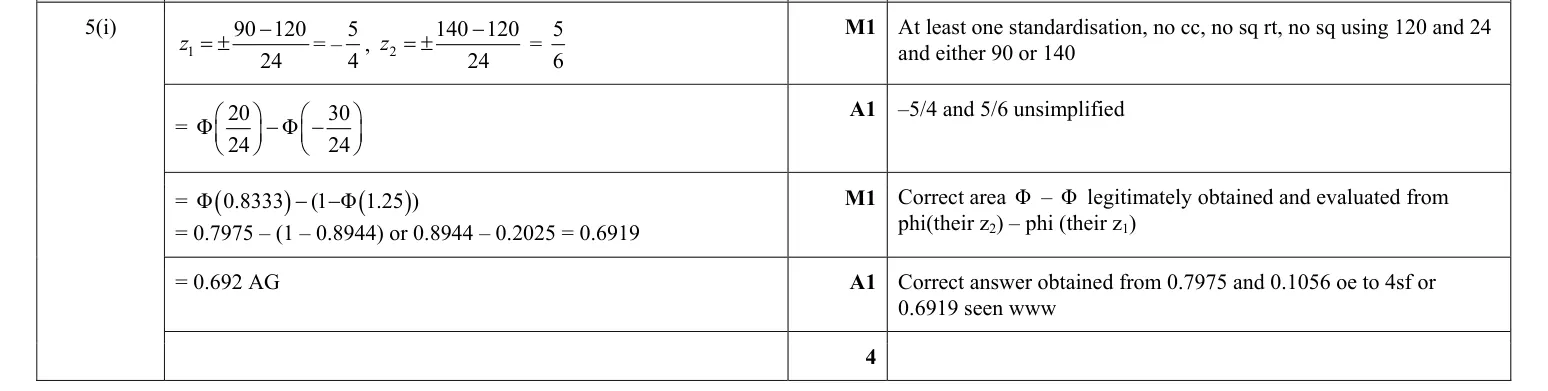 5(i)
z₁ = ± (90 – 120)/24 = – 5/4 , z₂ = ± (140 – 120)/24 = 5/6
M1
At least one standardisation, no cc, no sq rt, no sq using 120 and 24
and either 90 or 140
= Φ(20/24) – Φ(– 30/24)
A1
–5/4 and 5/6 unsimplified
= Φ(0.8333) – (1–Φ(1.25))
= 0.7975 – (1 – 0.8944) or 0.8944 – 0.2025 = 0.6919
M1
Correct area Φ – Φ legitimately obtained and evaluated from
phi(their z₂) – phi (their z₁)
= 0.692 AG
A1
Correct answer obtained from 0.7975 and 0.1056 oe to 4sf or
0.6919 seen www
4